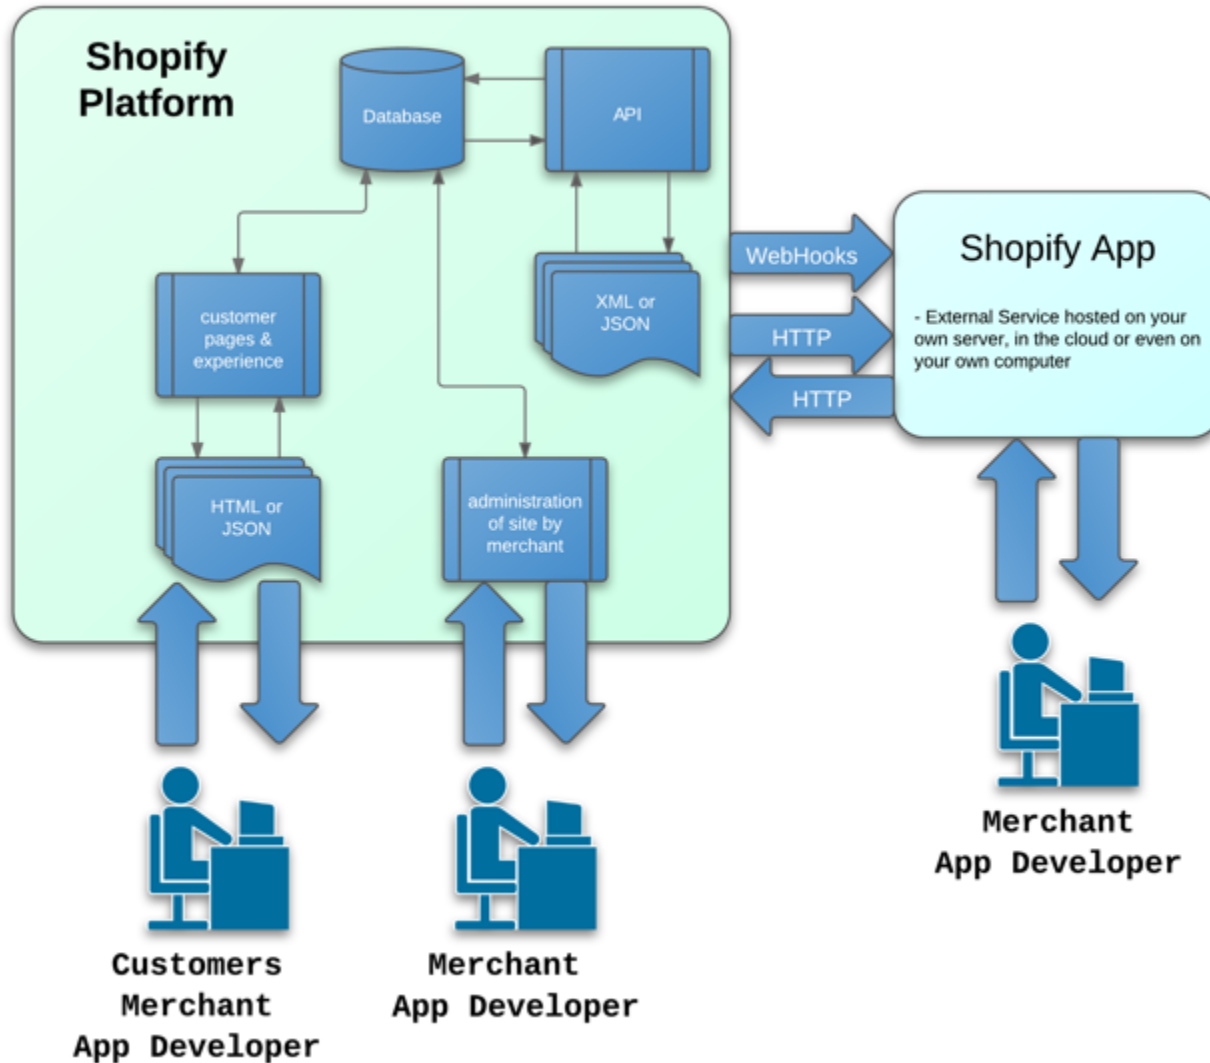 Shopify
Platform
Database
API
WebHooks
Shopify App
XML or
JSON
customer
pages &
experience
- External Service hosted on your
own server, in the cloud or even on
your own computer
HTTP
HTTP
HTML or
JSON
administration
of site by
merchant
Merchant
App Developer
Customers
Merchant
App Developer
Merchant
App Developer